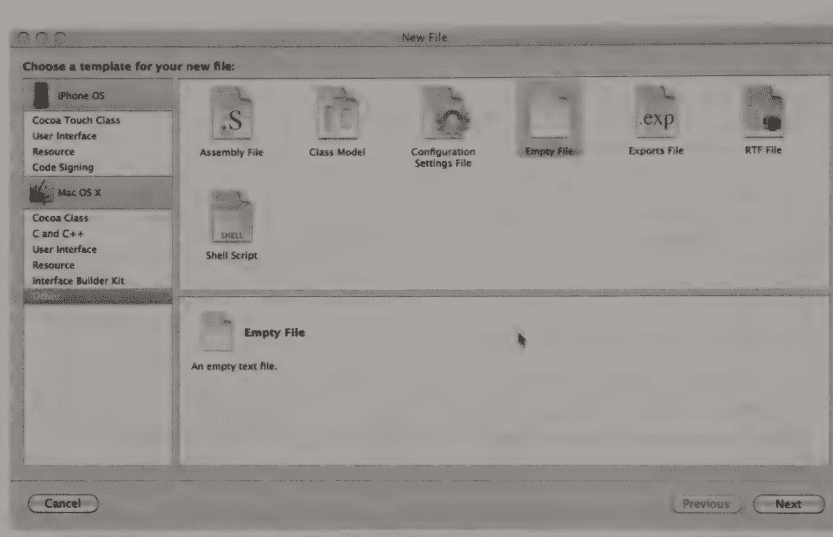 New File
Choose a template for your new file:
iPhone OS
Cocoa Touch Class
User Interface
Resource
Code Signing
Mac OS X
Cocoa Class
C and C++
User Interface
Resource
Interface Builder Kit
Other
.S
Assembly File
Class Model
Configuration
Settings File
Empty File
.exp
Exports File
RTF File
SHELL
Shell Script
Empty File
An empty text file.
Cancel
Previous
Next